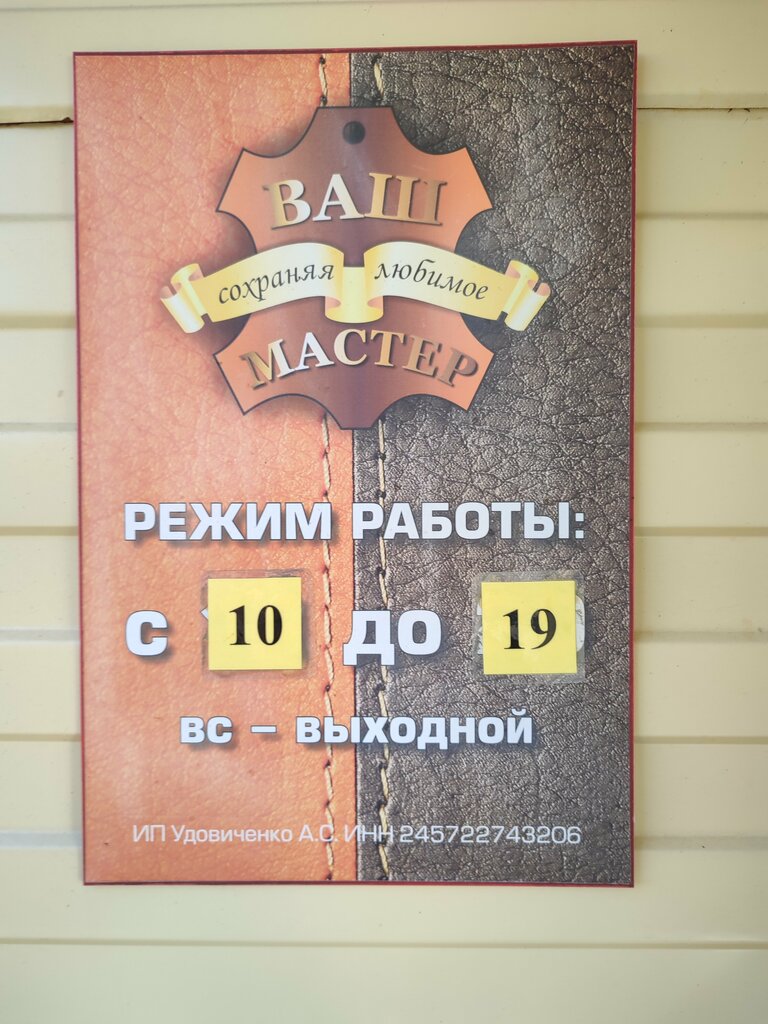 ВАШ
сохраняя любимое
МАСТЕР
РЕЖИМ РАБОТЫ:
С 10 ДО 19
ВС – ВЫХОДНОЙ
ИП Удовиченко А.С. ИНН 245722743206